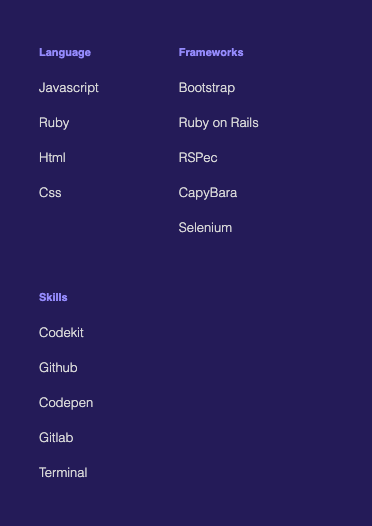 Language
Javascript
Ruby
Html
Css
Frameworks
Bootstrap
Ruby on Rails
RSPec
CapyBara
Selenium
Skills
Codekit
Github
Codepen
Gitlab
Terminal